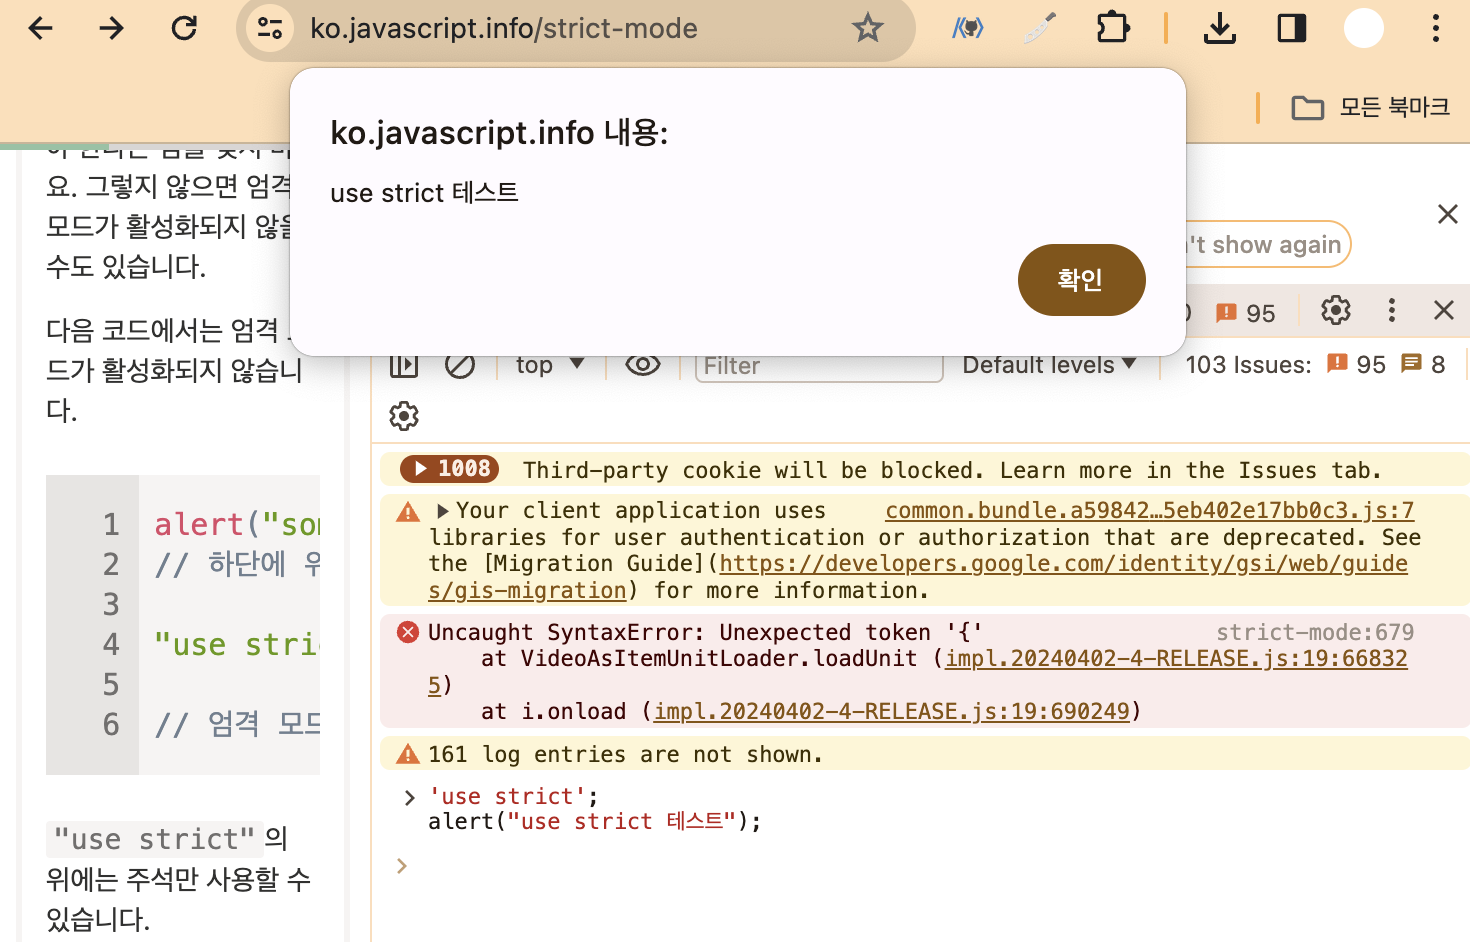 ko.javascript.info/strict-mode
모든 북마크
ko.javascript.info 내용:
use strict 테스트
확인
요. 그렇지 않으면 엄격
모드가 활성화되지 않을
수도 있습니다.
다음 코드에서는 엄격
드가 활성화되지 않습니
다.
1 alert("so
2 // 하단에 위
3
4 "use stri
5
6 // 엄격 모드
"use strict"의
위에는 주석만 사용할 수
있습니다.
't show again
95
top
Filter
Default levels
103 Issues: 95 8
1008 Third-party cookie will be blocked. Learn more in the Issues tab.
Your client application uses common.bundle.a59842…5eb402e17bb0c3.js:7
libraries for user authentication or authorization that are deprecated. See
the [Migration Guide](https://developers.google.com/identity/gsi/web/guide
s/gis-migration) for more information.
Uncaught SyntaxError: Unexpected token '{' strict-mode:679
at VideoAsItemUnitLoader.loadUnit (impl.20240402-4-RELEASE.js:19:66832
5)
at i.onload (impl.20240402-4-RELEASE.js:19:690249)
161 log entries are not shown.
> 'use strict';
alert("use strict 테스트");
>